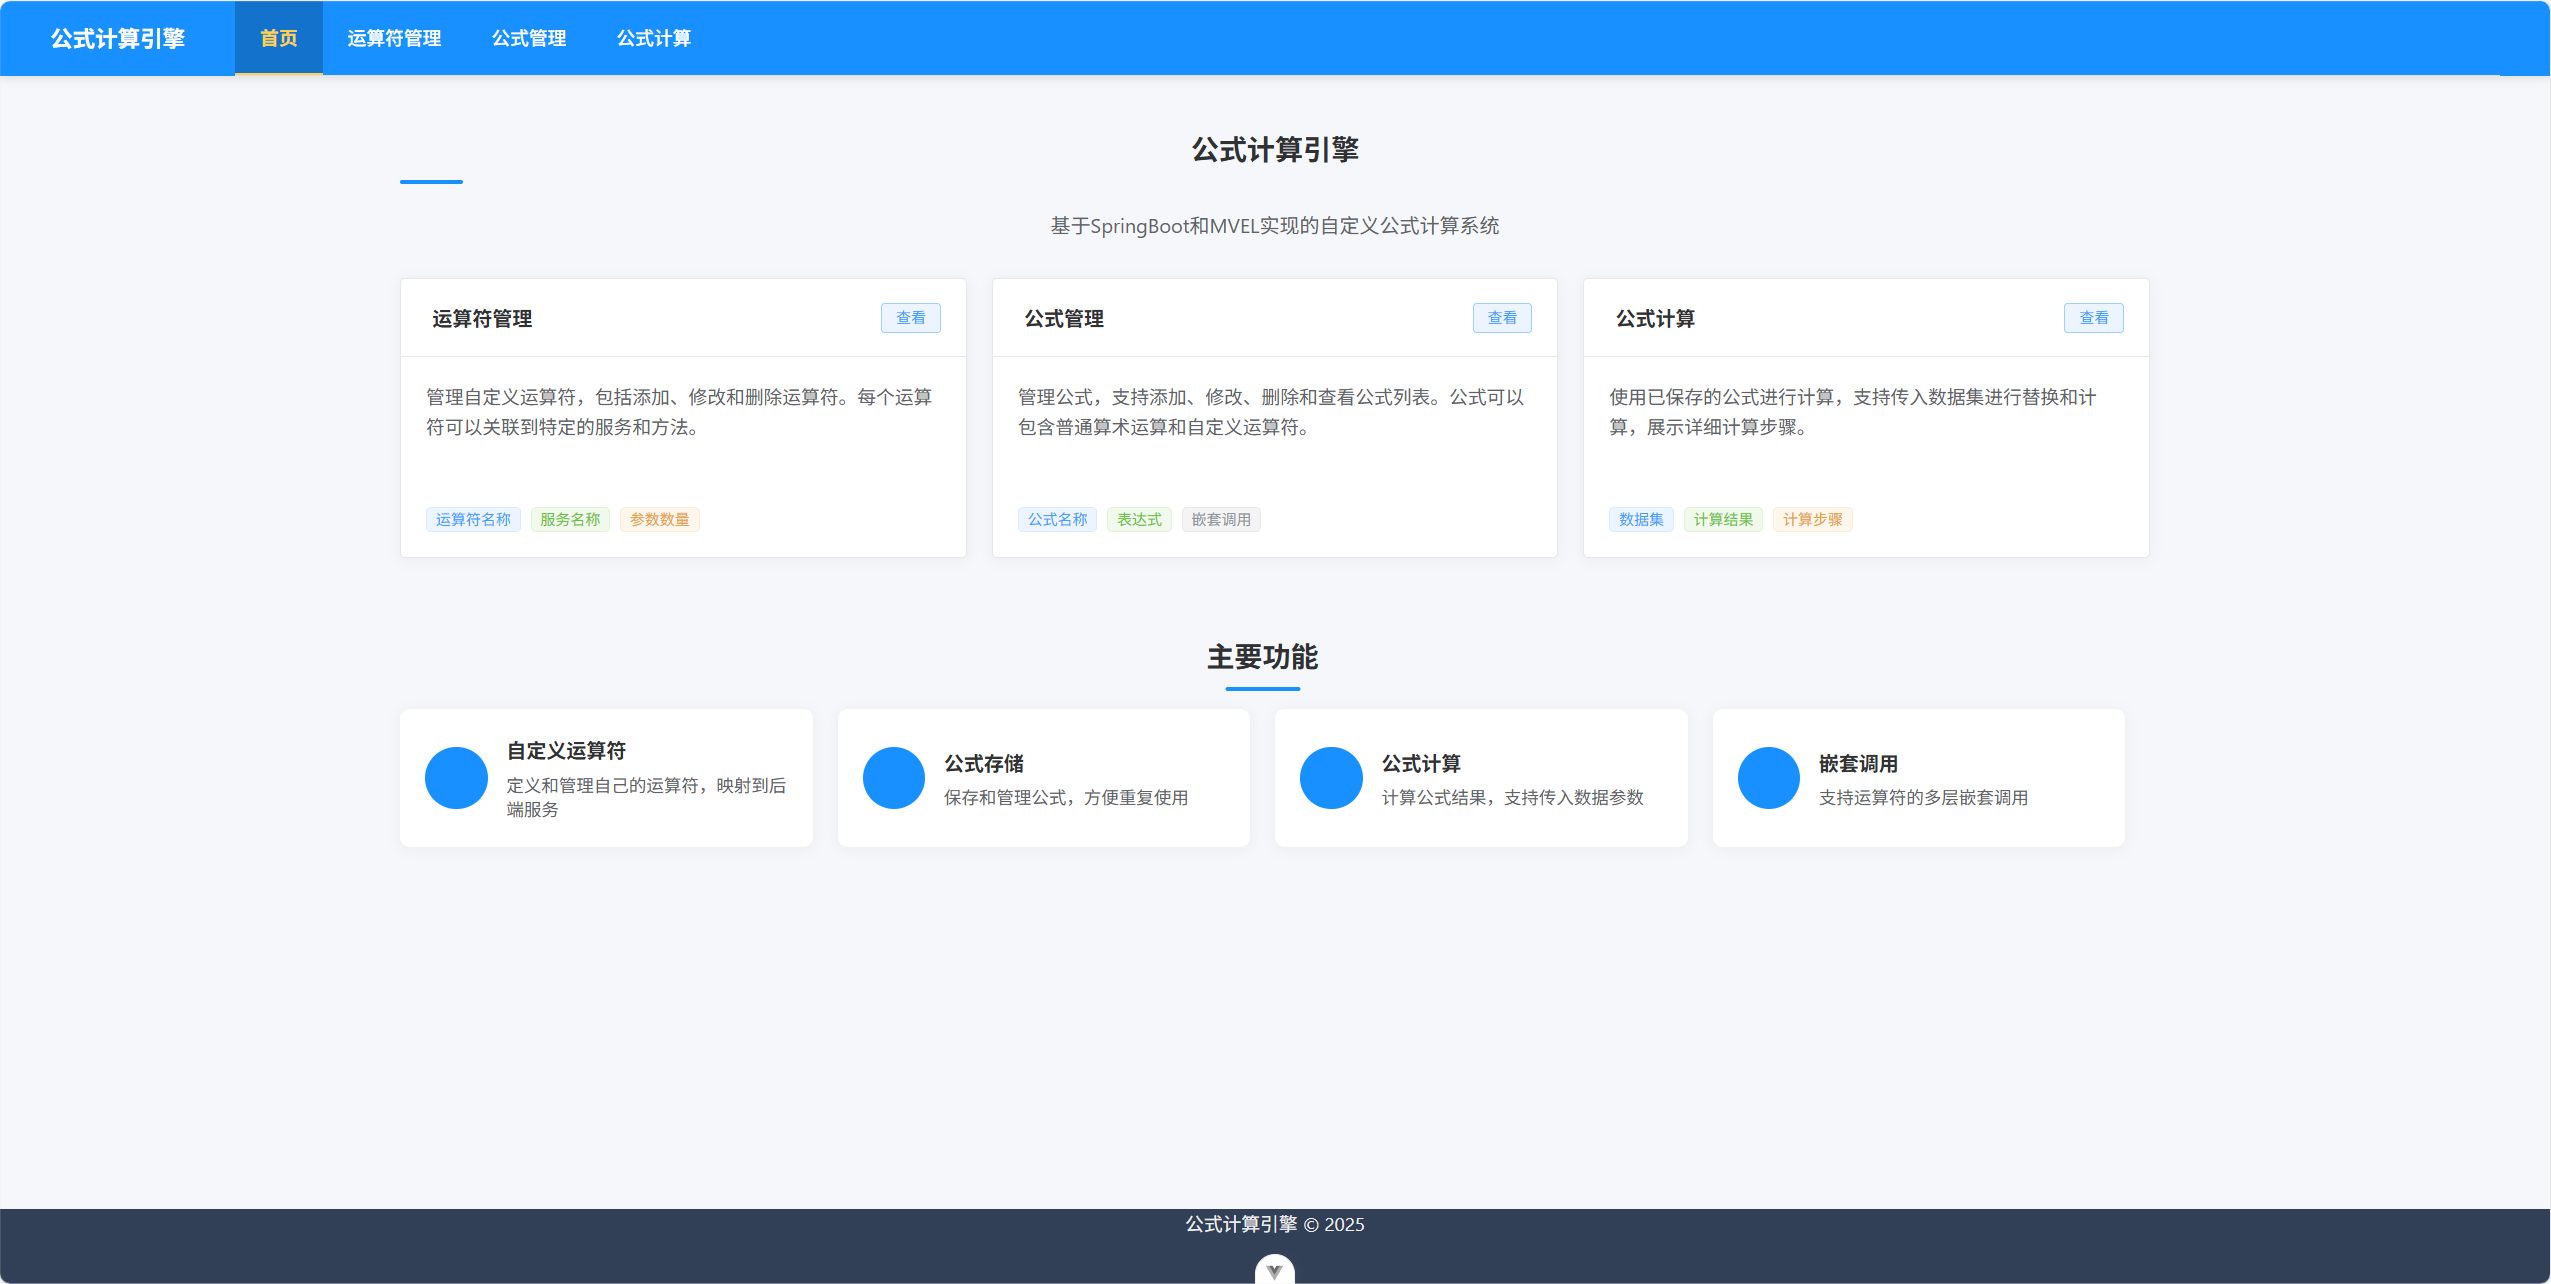 公式计算引擎 首页 运算符管理 公式管理 公式计算
公式计算引擎
基于SpringBoot和MVEL实现的自定义公式计算系统
运算符管理 查看
管理自定义运算符，包括添加、修改和删除运算符。每个运算
符可以关联到特定的服务和方法。
运算符名称 服务名称 参数数量
公式管理 查看
管理公式，支持添加、修改、删除和查看公式列表。公式可以
包含普通算术运算和自定义运算符。
公式名称 表达式 嵌套调用
公式计算 查看
使用已保存的公式进行计算，支持传入数据集进行替换和计
算，展示详细计算步骤。
数据集 计算结果 计算步骤
主要功能
自定义运算符
定义和管理自己的运算符，映射到后
端服务
公式存储
保存和管理公式，方便重复使用
公式计算
计算公式结果，支持传入数据参数
嵌套调用
支持运算符的多层嵌套调用
公式计算引擎 © 2025